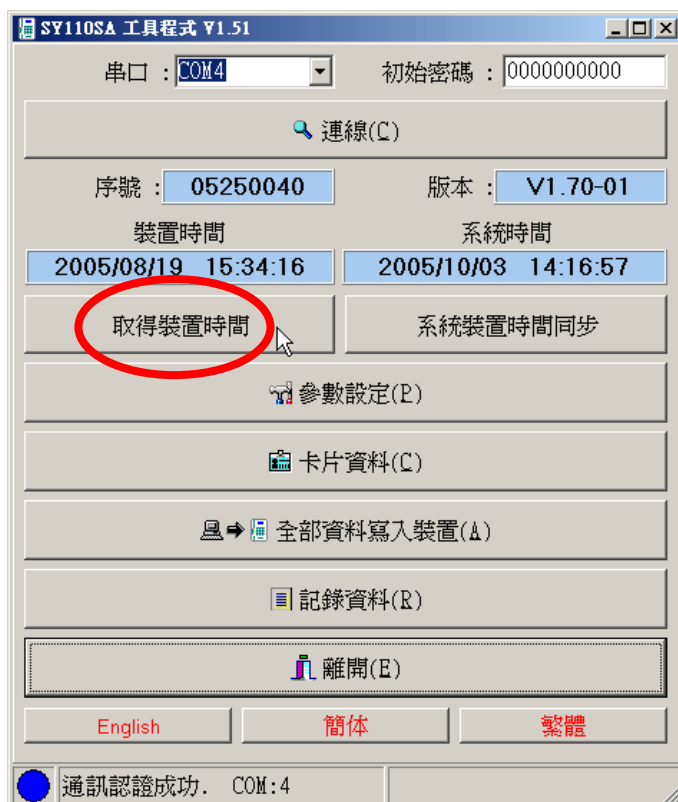 SY110SA 工具程式 V1.51
串口 : COM4 初始密碼 : 0000000000
連線(C)
序號 : 05250040 版本 : V1.70-01
裝置時間 系統時間
2005/08/19 15:34:16 2005/10/03 14:16:57
取得裝置時間 系統裝置時間同步
參數設定(P)
卡片資料(C)
全部資料寫入裝置(A)
記錄資料(R)
離開(E)
English 簡体 繁體
通訊認證成功. COM:4